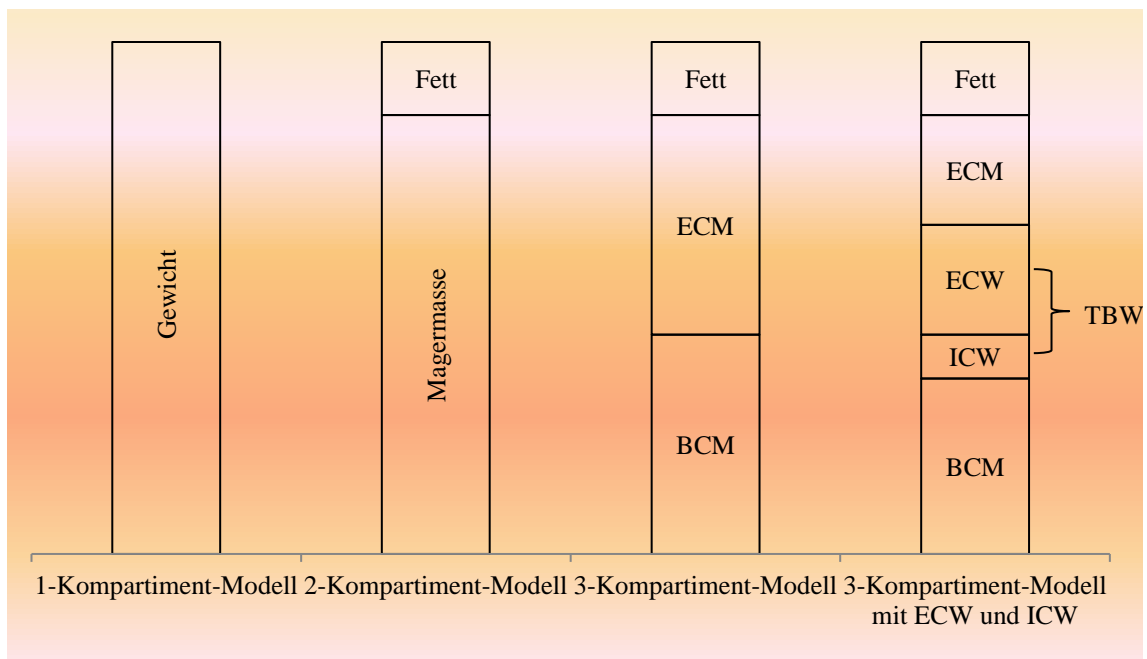 Gewicht
Fett
Magermasse
Fett
ECM
BCM
Fett
ECM
ECW
ICW
BCM
TBW
1-Kompartiment-Modell
2-Kompartiment-Modell
3-Kompartiment-Modell
3-Kompartiment-Modell
mit ECW und ICW